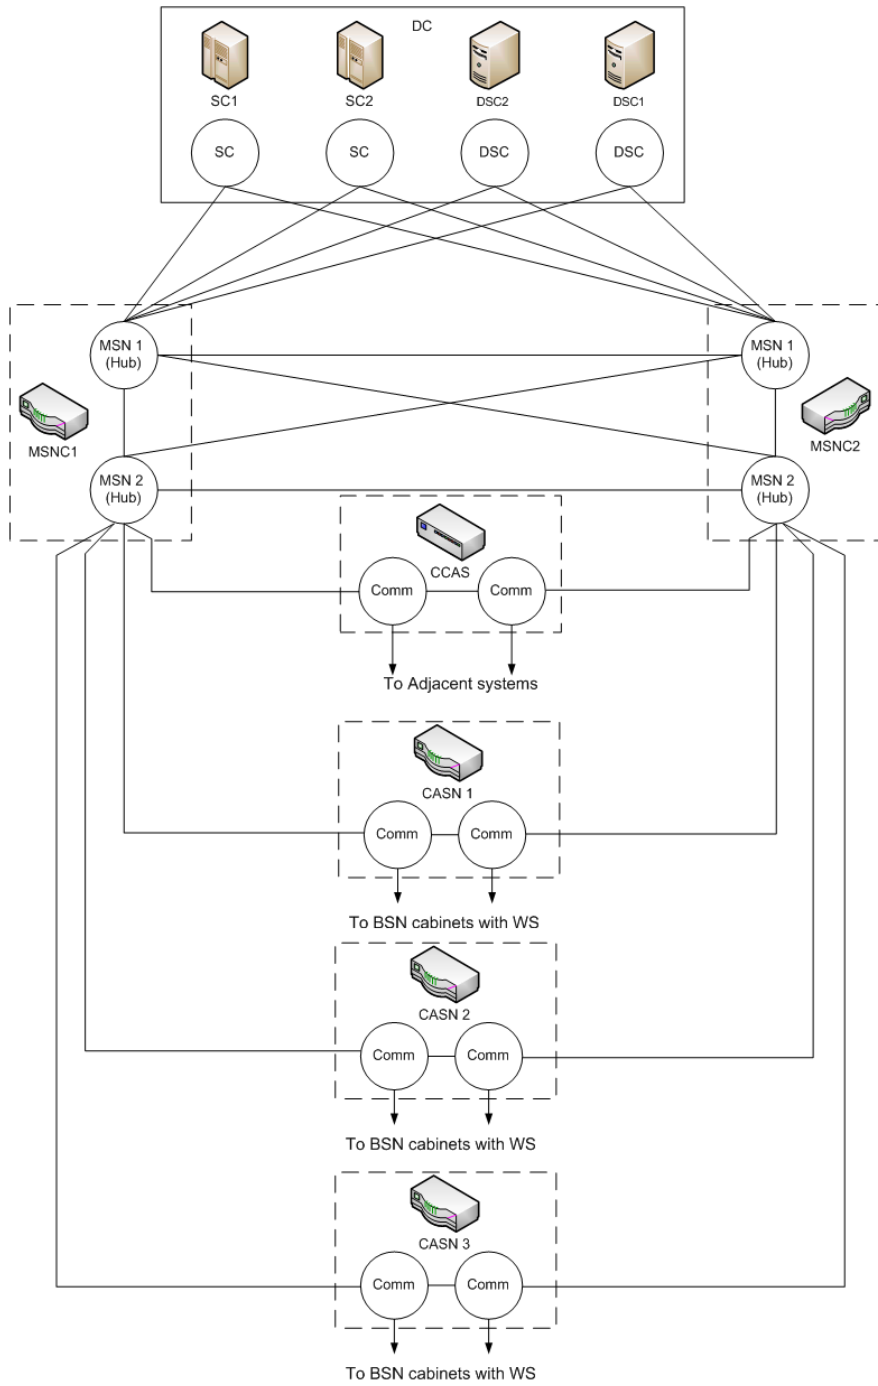 DC
SC1
SC2
DSC2
DSC1
SC
SC
DSC
DSC
MSN 1
(Hub)
MSN 1
(Hub)
MSNC1
MSNC2
MSN 2
(Hub)
MSN 2
(Hub)
CCAS
Comm
Comm
To Adjacent systems
CASN 1
Comm
Comm
To BSN cabinets with WS
CASN 2
Comm
Comm
To BSN cabinets with WS
CASN 3
Comm
Comm
To BSN cabinets with WS